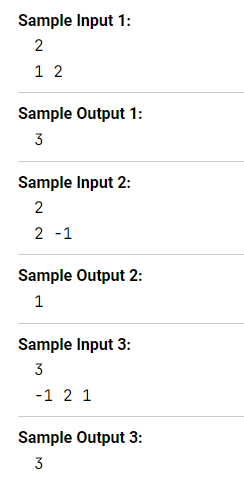 Sample Input 1:
2
1 2
Sample Output 1:
3
Sample Input 2:
2
2 -1
Sample Output 2:
1
Sample Input 3:
3
-1 2 1
Sample Output 3:
3